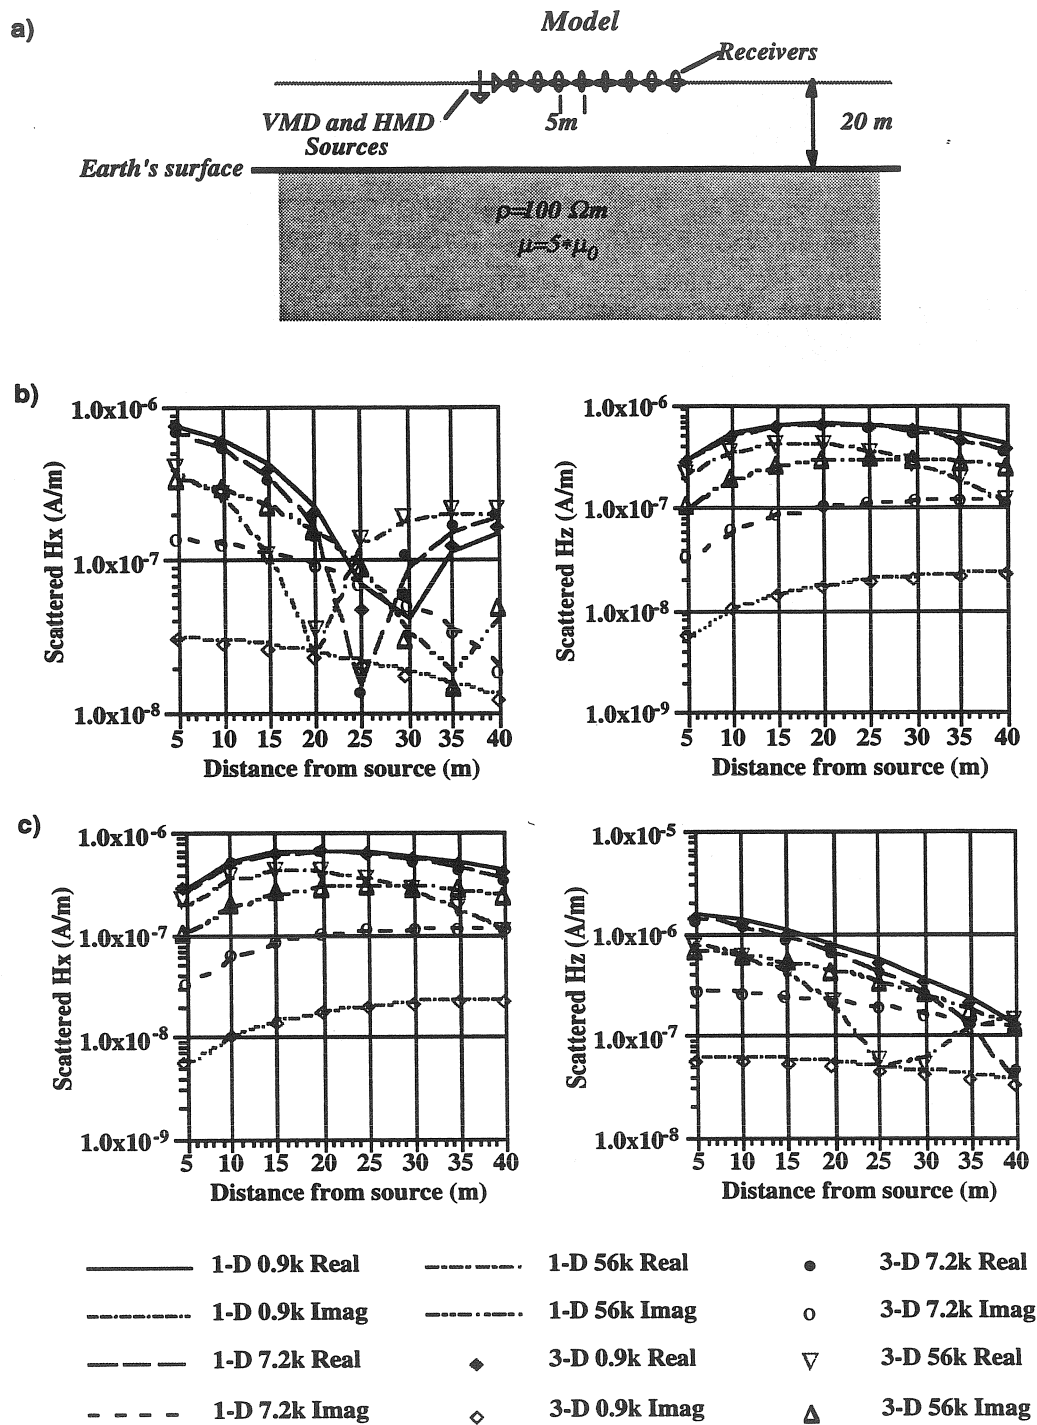 a)
Model
Receivers
VMD and HMD
Sources
5m
20 m
Earth's surface
ρ=100 Ωm
μ=5*μ0
b)
1.0x10-6
1.0x10-7
1.0x10-8
Scattered Hx (A/m)
5 10 15 20 25 30 35 40
Distance from source (m)
1.0x10-6
1.0x10-7
1.0x10-8
1.0x10-9
Scattered Hz (A/m)
5 10 15 20 25 30 35 40
Distance from source (m)
c)
1.0x10-6
1.0x10-7
1.0x10-8
1.0x10-9
Scattered Hx (A/m)
5 10 15 20 25 30 35 40
Distance from source (m)
1.0x10-5
1.0x10-6
1.0x10-7
1.0x10-8
Scattered Hz (A/m)
5 10 15 20 25 30 35 40
Distance from source (m)
1-D 0.9k Real
1-D 56k Real
3-D 7.2k Real
1-D 0.9k Imag
1-D 56k Imag
3-D 7.2k Imag
1-D 7.2k Real
3-D 0.9k Real
3-D 56k Real
1-D 7.2k Imag
3-D 0.9k Imag
3-D 56k Imag